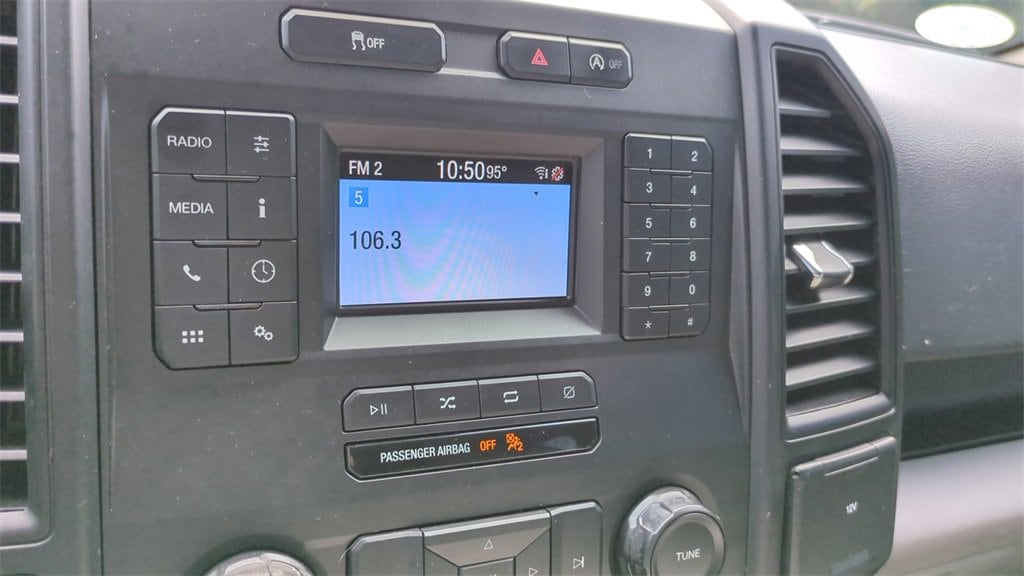 OFF
OFF
RADIO
MEDIA
FM 2 10:50 95°
5
106.3
1 2
3 4
5 6
7 8
9 0
* #
PASSENGER AIRBAG OFF 2
TUNE
12V